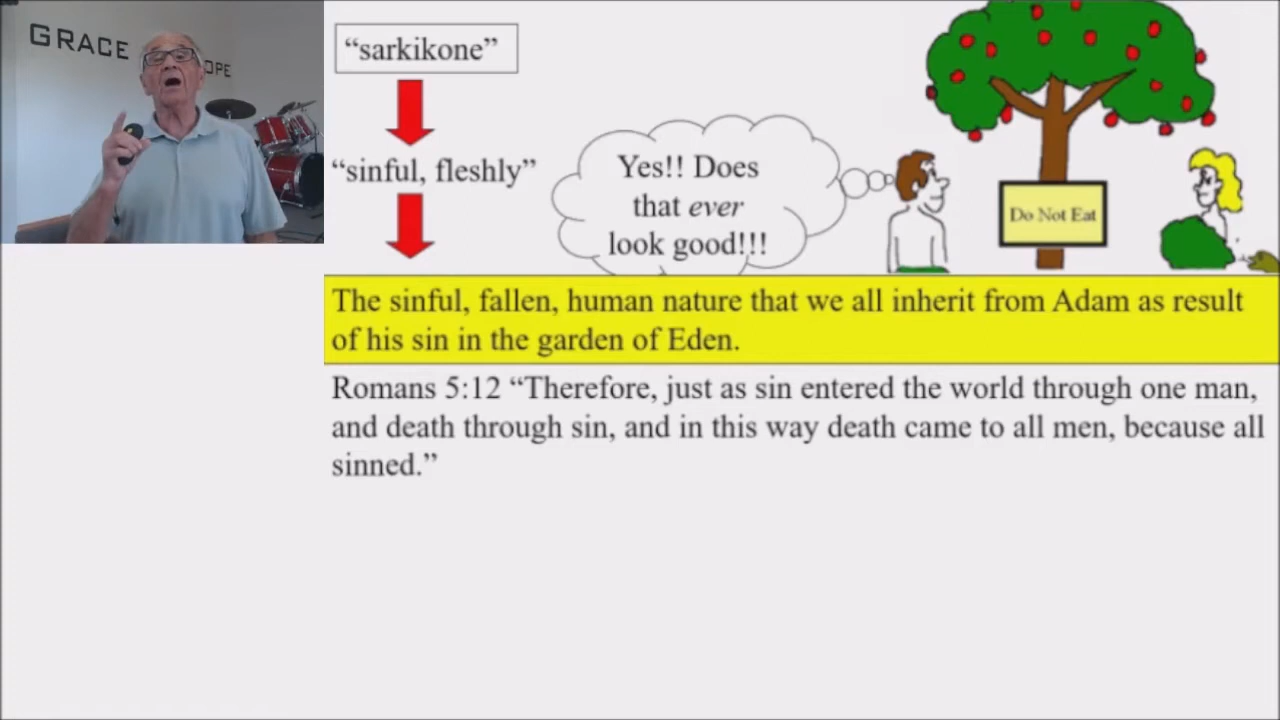 GRACE
OPE
“sarkikone”
“sinful, fleshly”
Yes!! Does
that ever
look good!!!
Do Not Eat
The sinful, fallen, human nature that we all inherit from Adam as result
of his sin in the garden of Eden.
Romans 5:12 “Therefore, just as sin entered the world through one man,
and death through sin, and in this way death came to all men, because all
sinned.”